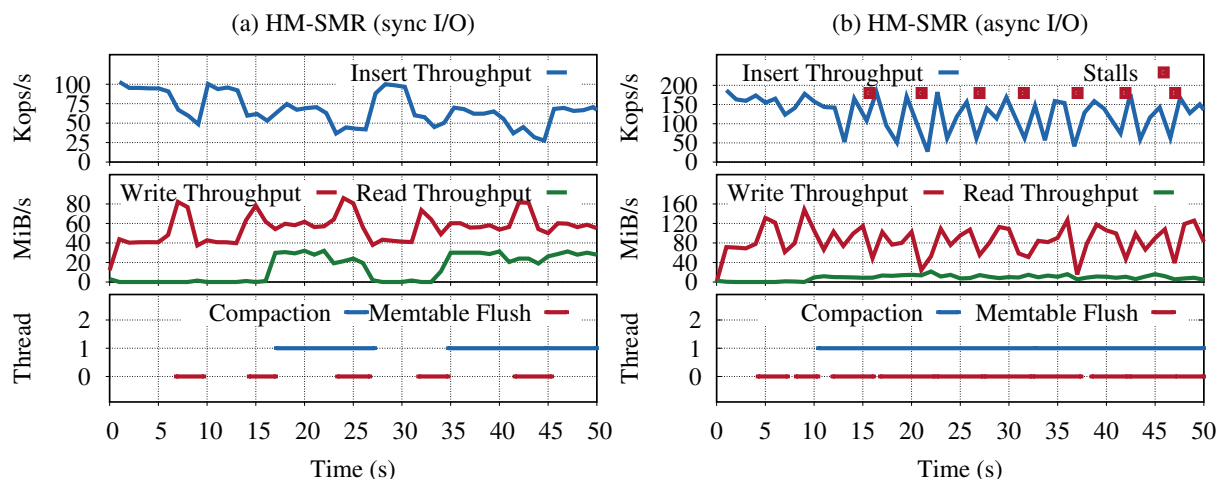 (a) HM-SMR (sync I/O)
Kops/s
100
75
50
25
0
Insert Throughput
MiB/s
80
60
40
20
0
Write Throughput
Read Throughput
Thread
2
1
0
Compaction
Memtable Flush
0 5 10 15 20 25 30 35 40 45 50
Time (s)
(b) HM-SMR (async I/O)
Kops/s
200
150
100
50
0
Insert Throughput
Stalls
MiB/s
160
120
80
40
0
Write Throughput
Read Throughput
Thread
2
1
0
Compaction
Memtable Flush
0 5 10 15 20 25 30 35 40 45 50
Time (s)